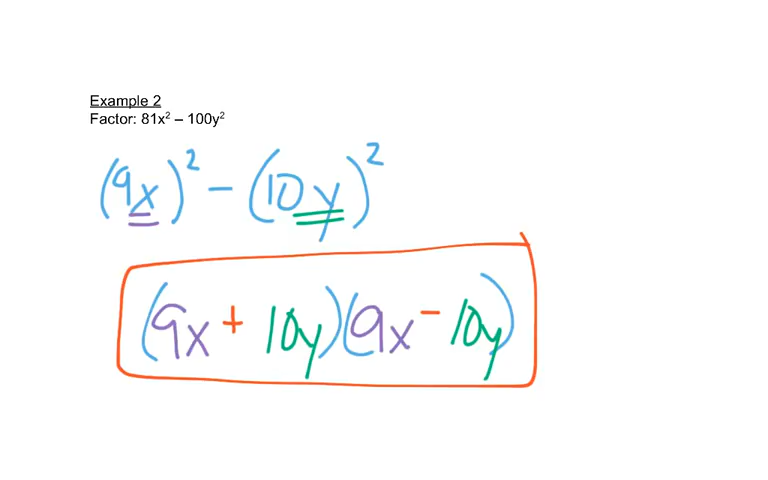 Example 2
Factor: 81x² – 100y²
(9x)² - (10y)²
(9x + 10y)(9x - 10y)